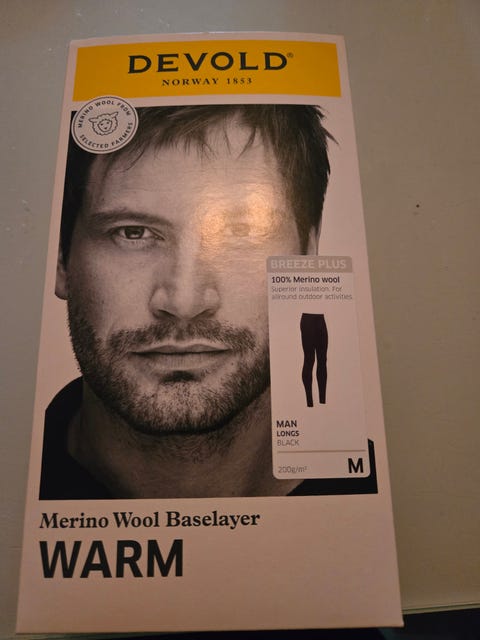 DEVOLD®
NORWAY 1853
MERINO WOOL FROM
SELECTED FARMERS
BREEZE PLUS
100% Merino wool
Superior insulation. For
allround outdoor activities
MAN
LONGS
BLACK
200g/m² M
Merino Wool Baselayer
WARM